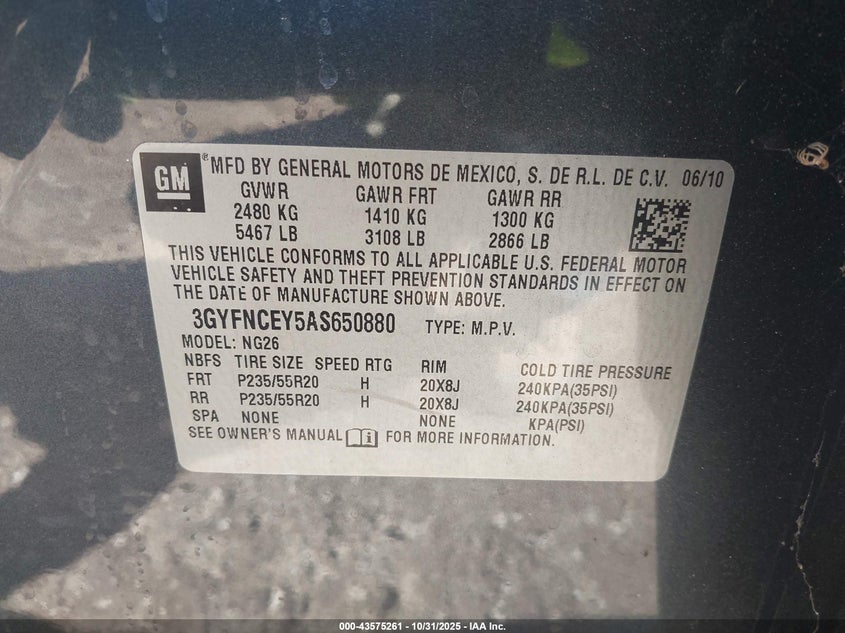 GM ® MFD BY GENERAL MOTORS DE MEXICO, S. DE R.L. DE C.V. 06/10
GVWR GAWR FRT GAWR RR
2480 KG 1410 KG 1300 KG
5467 LB 3108 LB 2866 LB
THIS VEHICLE CONFORMS TO ALL APPLICABLE U.S. FEDERAL MOTOR
VEHICLE SAFETY AND THEFT PREVENTION STANDARDS IN EFFECT ON
THE DATE OF MANUFACTURE SHOWN ABOVE.
3GYFNCEY5AS650880 TYPE: M.P.V.
MODEL: NG26
NBFS TIRE SIZE SPEED RTG RIM COLD TIRE PRESSURE
FRT P235/55R20 H 20X8J 240KPA(35PSI)
RR P235/55R20 H 20X8J 240KPA(35PSI)
SPA NONE NONE KPA(PSI)
SEE OWNER'S MANUAL FOR MORE INFORMATION.
000-43575261 - 10/31/2025 - IAA Inc.